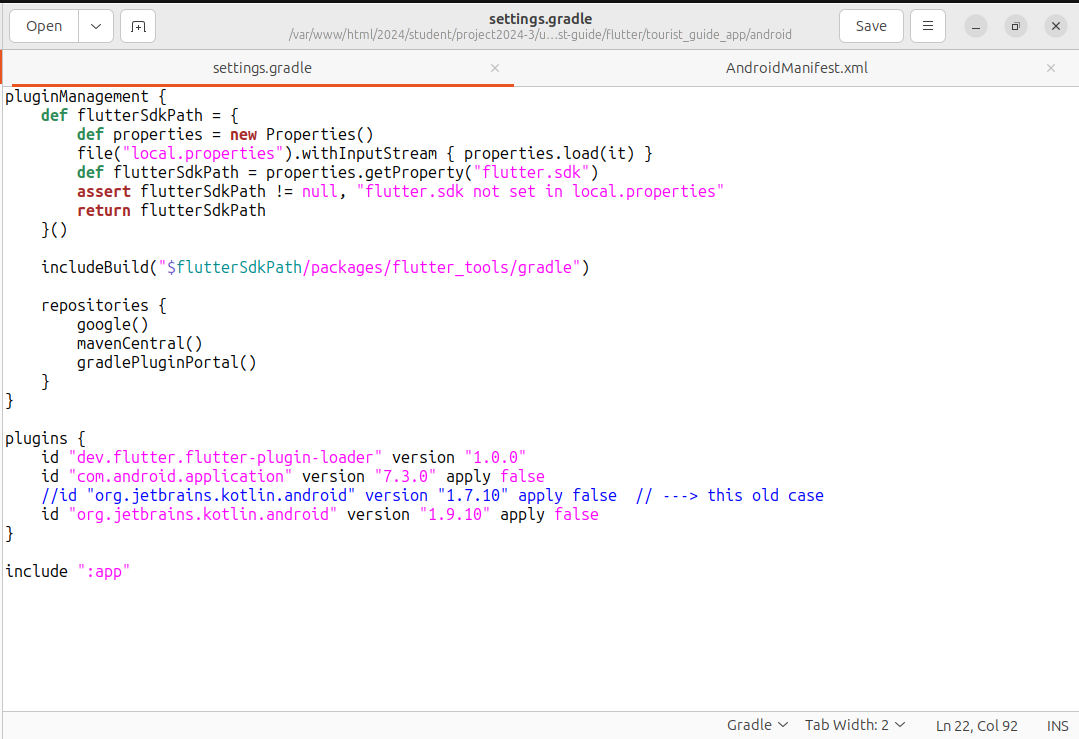 Open
settings.gradle
/var/www/html/2024/student/project2024-3/u...st-guide/flutter/tourist_guide_app/android
Save
settings.gradle
AndroidManifest.xml
pluginManagement {
    def flutterSdkPath = {
        def properties = new Properties()
        file("local.properties").withInputStream { properties.load(it) }
        def flutterSdkPath = properties.getProperty("flutter.sdk")
        assert flutterSdkPath != null, "flutter.sdk not set in local.properties"
        return flutterSdkPath
    }()

    includeBuild("$flutterSdkPath/packages/flutter_tools/gradle")

    repositories {
        google()
        mavenCentral()
        gradlePluginPortal()
    }
}

plugins {
    id "dev.flutter.flutter-plugin-loader" version "1.0.0"
    id "com.android.application" version "7.3.0" apply false
    //id "org.jetbrains.kotlin.android" version "1.7.10" apply false  // ---> this old case
    id "org.jetbrains.kotlin.android" version "1.9.10" apply false
}

include ":app"
Gradle
Tab Width: 2
Ln 22, Col 92
INS